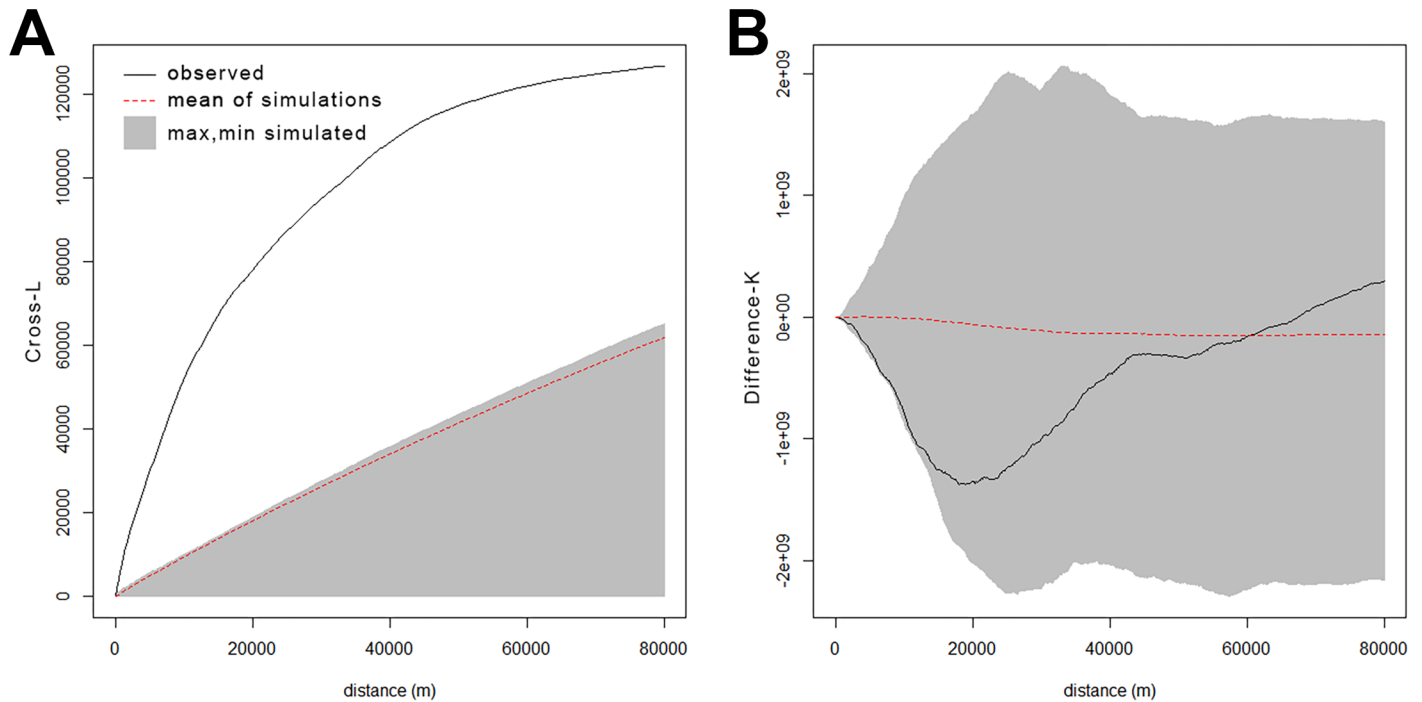 A
B
observed
mean of simulations
max,min simulated
Cross-L
0
20000
40000
60000
80000
100000
120000
0
20000
40000
60000
80000
distance (m)
Difference-K
-2e+09
-1e+09
0e+00
1e+09
2e+09
0
20000
40000
60000
80000
distance (m)